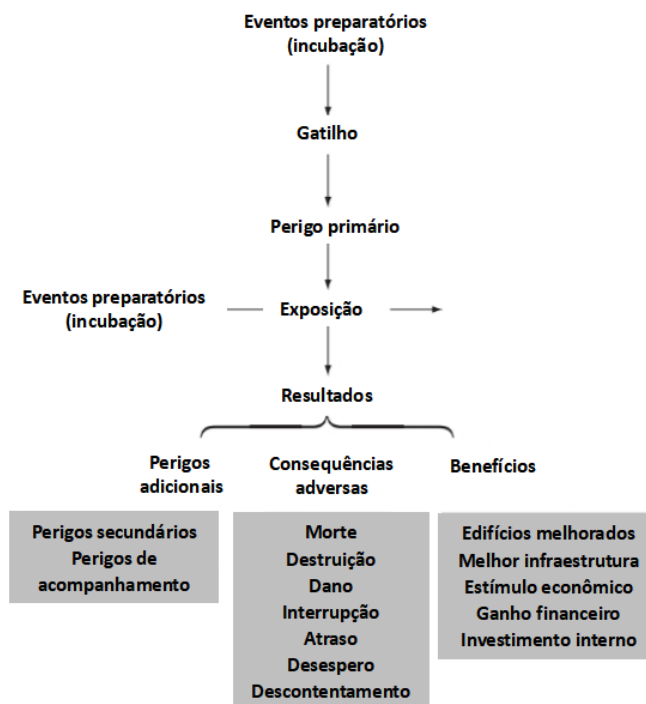 Eventos preparatórios
(incubação)
Gatilho
Perigo primário
Eventos preparatórios
(incubação)
Exposição
Resultados
Perigos
adicionais
Consequências
adversas
Benefícios
Perigos secundários
Perigos de
acompanhamento
Morte
Destruição
Dano
Interrupção
Atraso
Desespero
Descontentamento
Edifícios melhorados
Melhor infraestrutura
Estímulo econômico
Ganho financeiro
Investimento interno